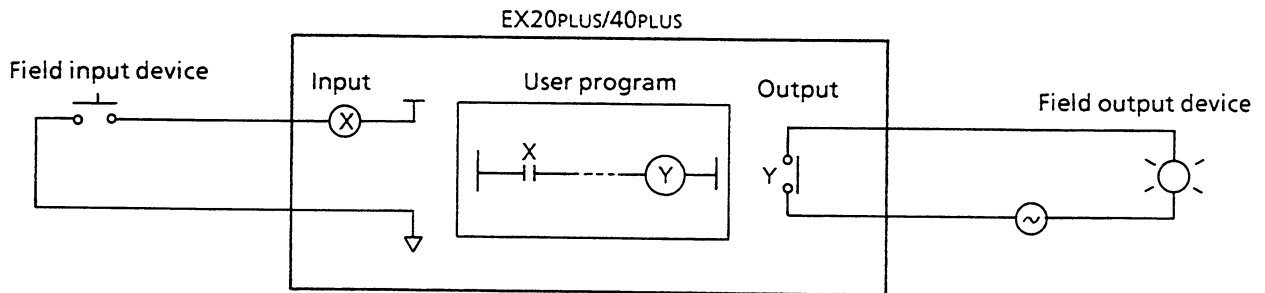 EX20PLUS/40PLUS
Field input device
Input
User program
Output
Field output device
X
X
Y
Y
~